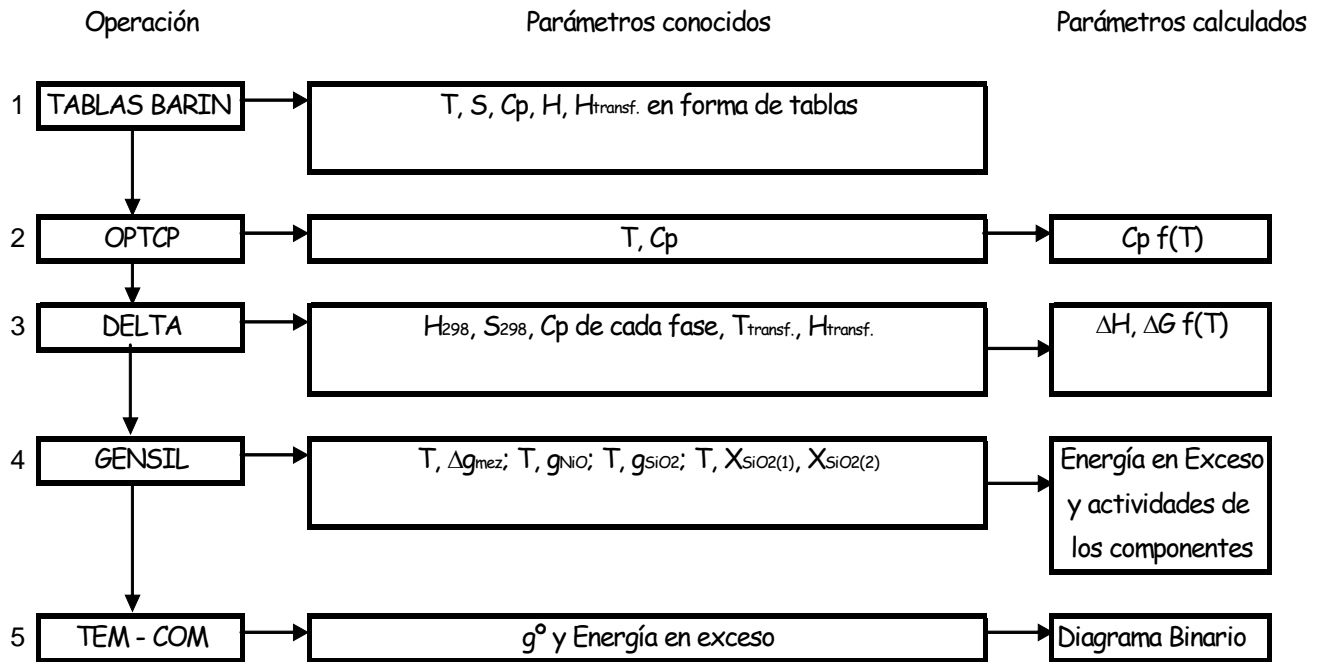 Operación Parámetros conocidos Parámetros calculados
1 TABLAS BARIN T, S, Cp, H, Htransf. en forma de tablas
2 OPTCP T, Cp Cp f(T)
3 DELTA H298, S298, Cp de cada fase, Ttransf., Htransf. ΔH, ΔG f(T)
4 GENSIL T, Δgmez; T, gNiO; T, gSiO2; T, XSiO2(1), XSiO2(2) Energía en Exceso
y actividades de
los componentes
5 TEM - COM gº y Energía en exceso Diagrama Binario